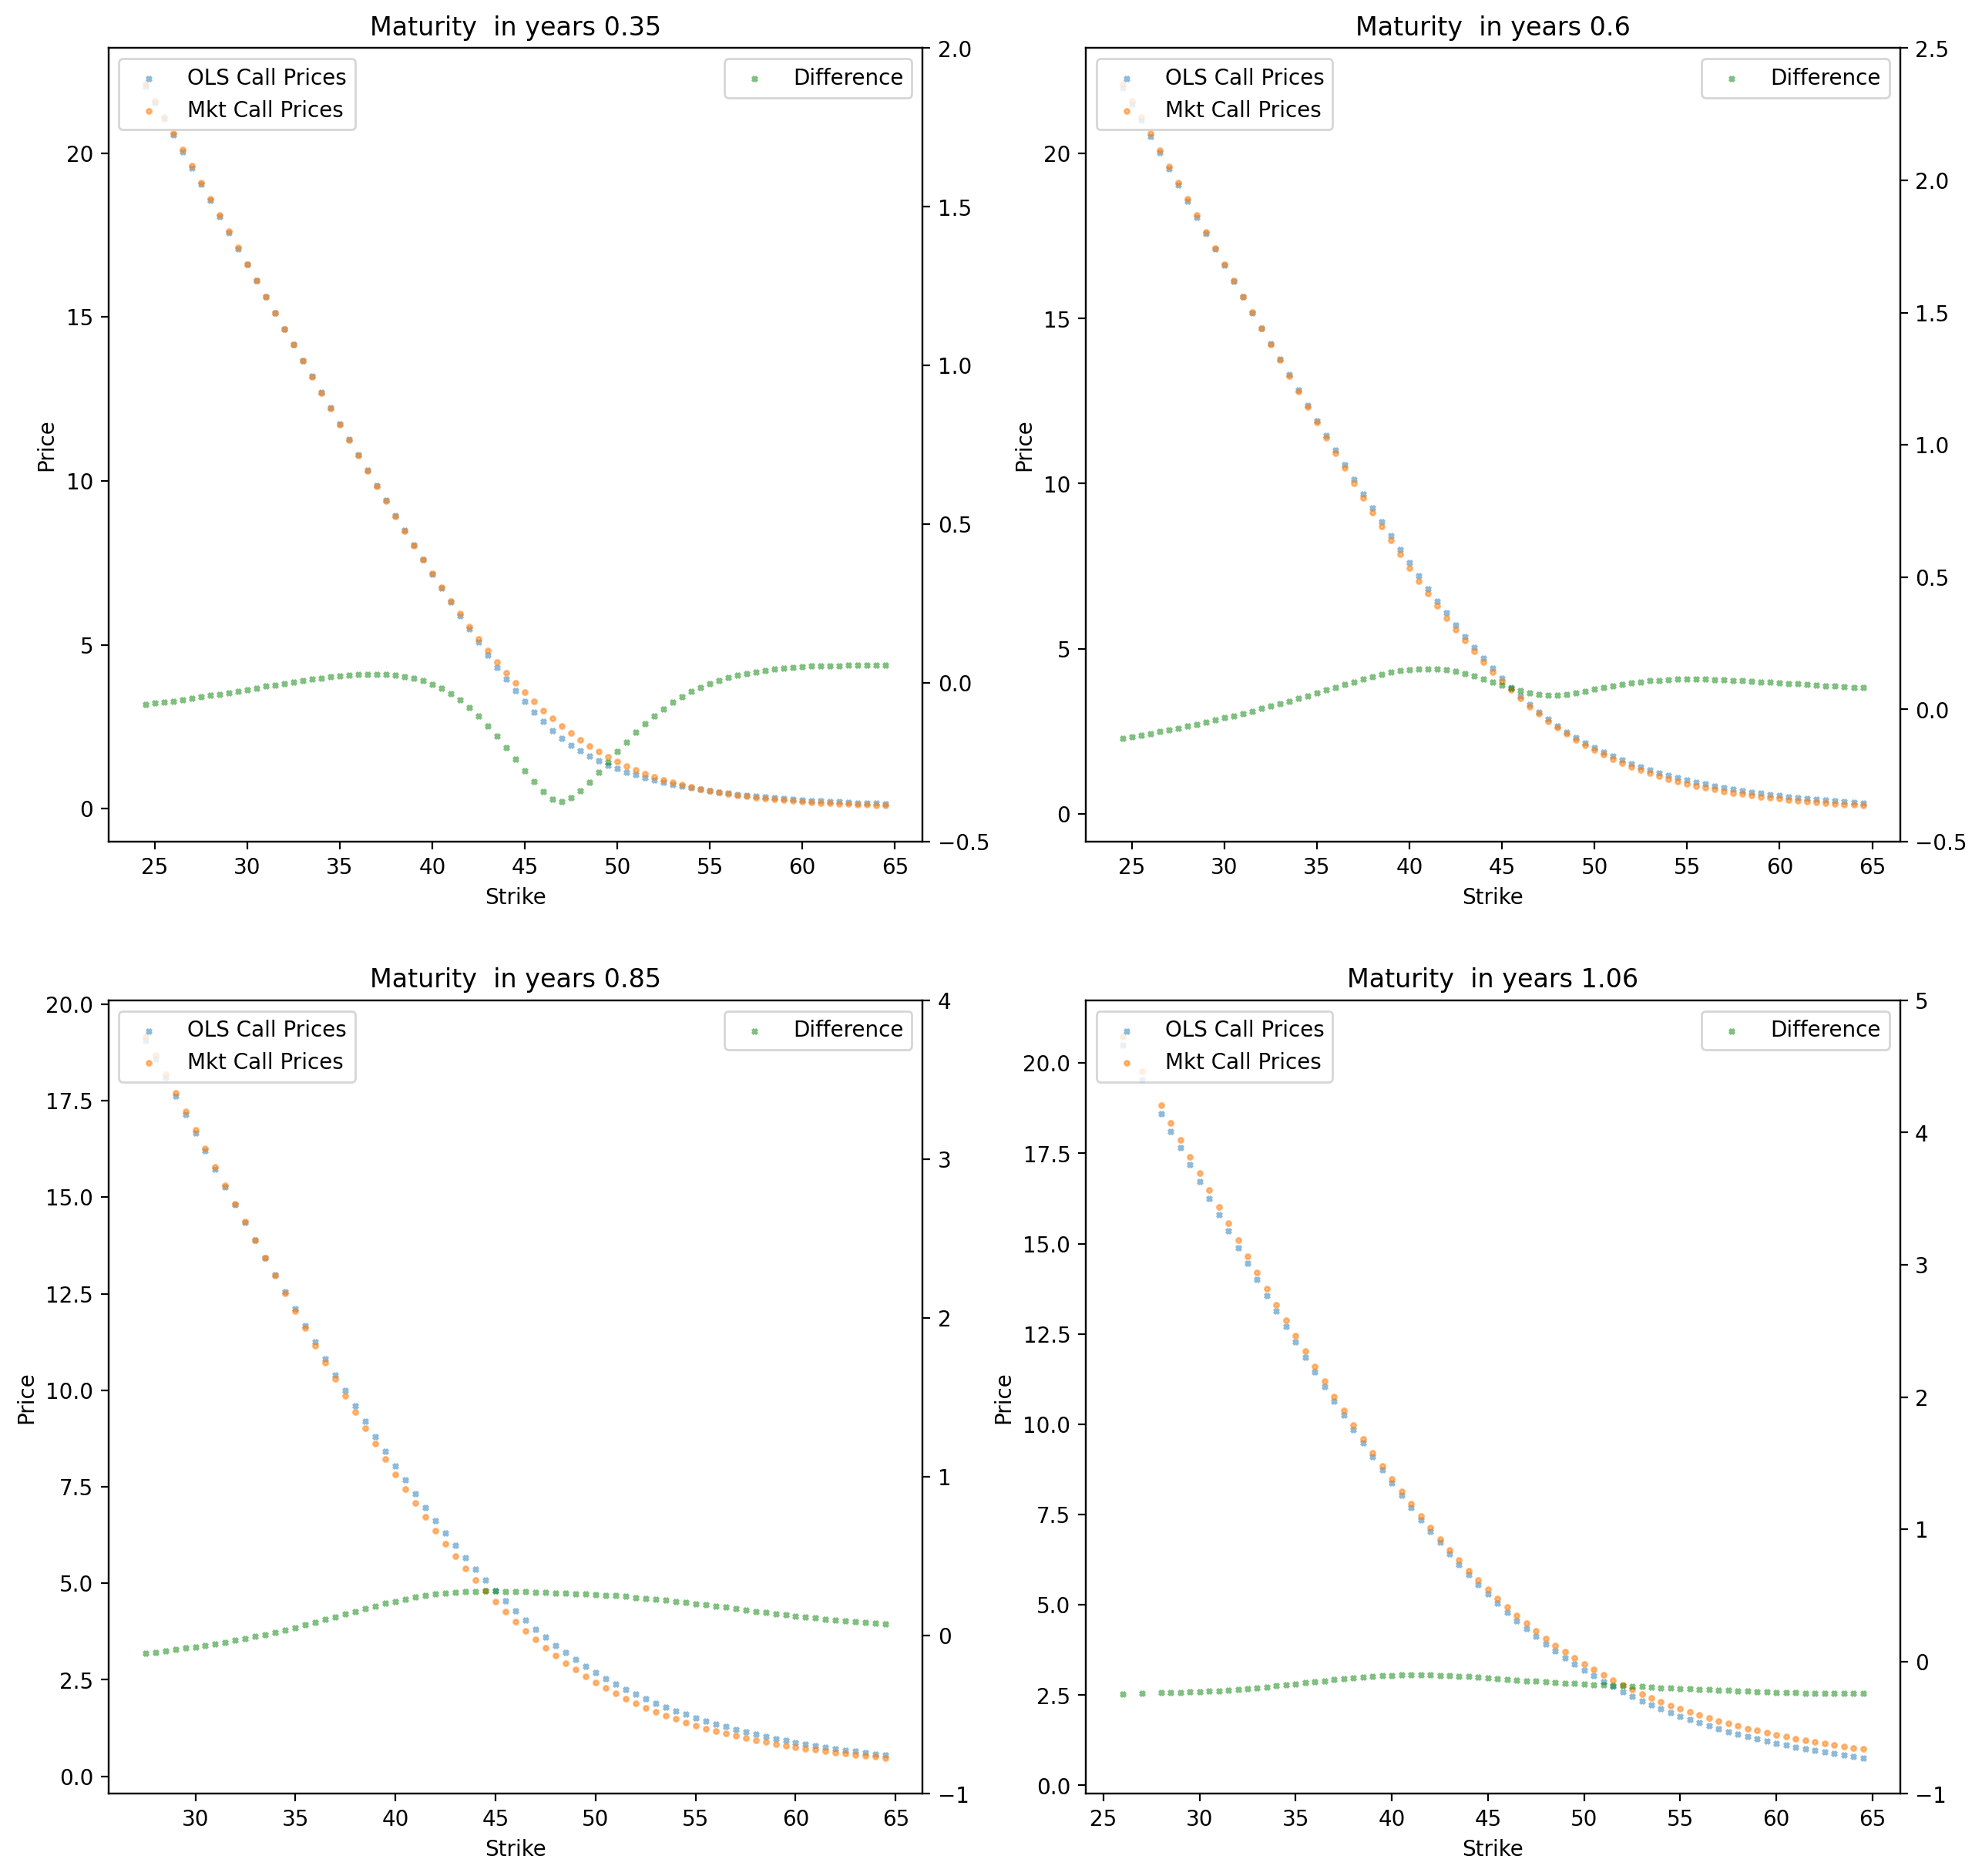 Maturity  in years 0.35
OLS Call Prices
Mkt Call Prices
Difference
Price
20
15
10
5
0
2.0
1.5
1.0
0.5
0.0
−0.5
25 30 35 40 45 50 55 60 65
Strike
Maturity  in years 0.6
OLS Call Prices
Mkt Call Prices
Difference
Price
20
15
10
5
0
2.5
2.0
1.5
1.0
0.5
0.0
−0.5
25 30 35 40 45 50 55 60 65
Strike
Maturity  in years 0.85
OLS Call Prices
Mkt Call Prices
Difference
Price
20.0
17.5
15.0
12.5
10.0
7.5
5.0
2.5
0.0
4
3
2
1
0
−1
30 35 40 45 50 55 60 65
Strike
Maturity  in years 1.06
OLS Call Prices
Mkt Call Prices
Difference
Price
20.0
17.5
15.0
12.5
10.0
7.5
5.0
2.5
0.0
5
4
3
2
1
0
−1
25 30 35 40 45 50 55 60 65
Strike